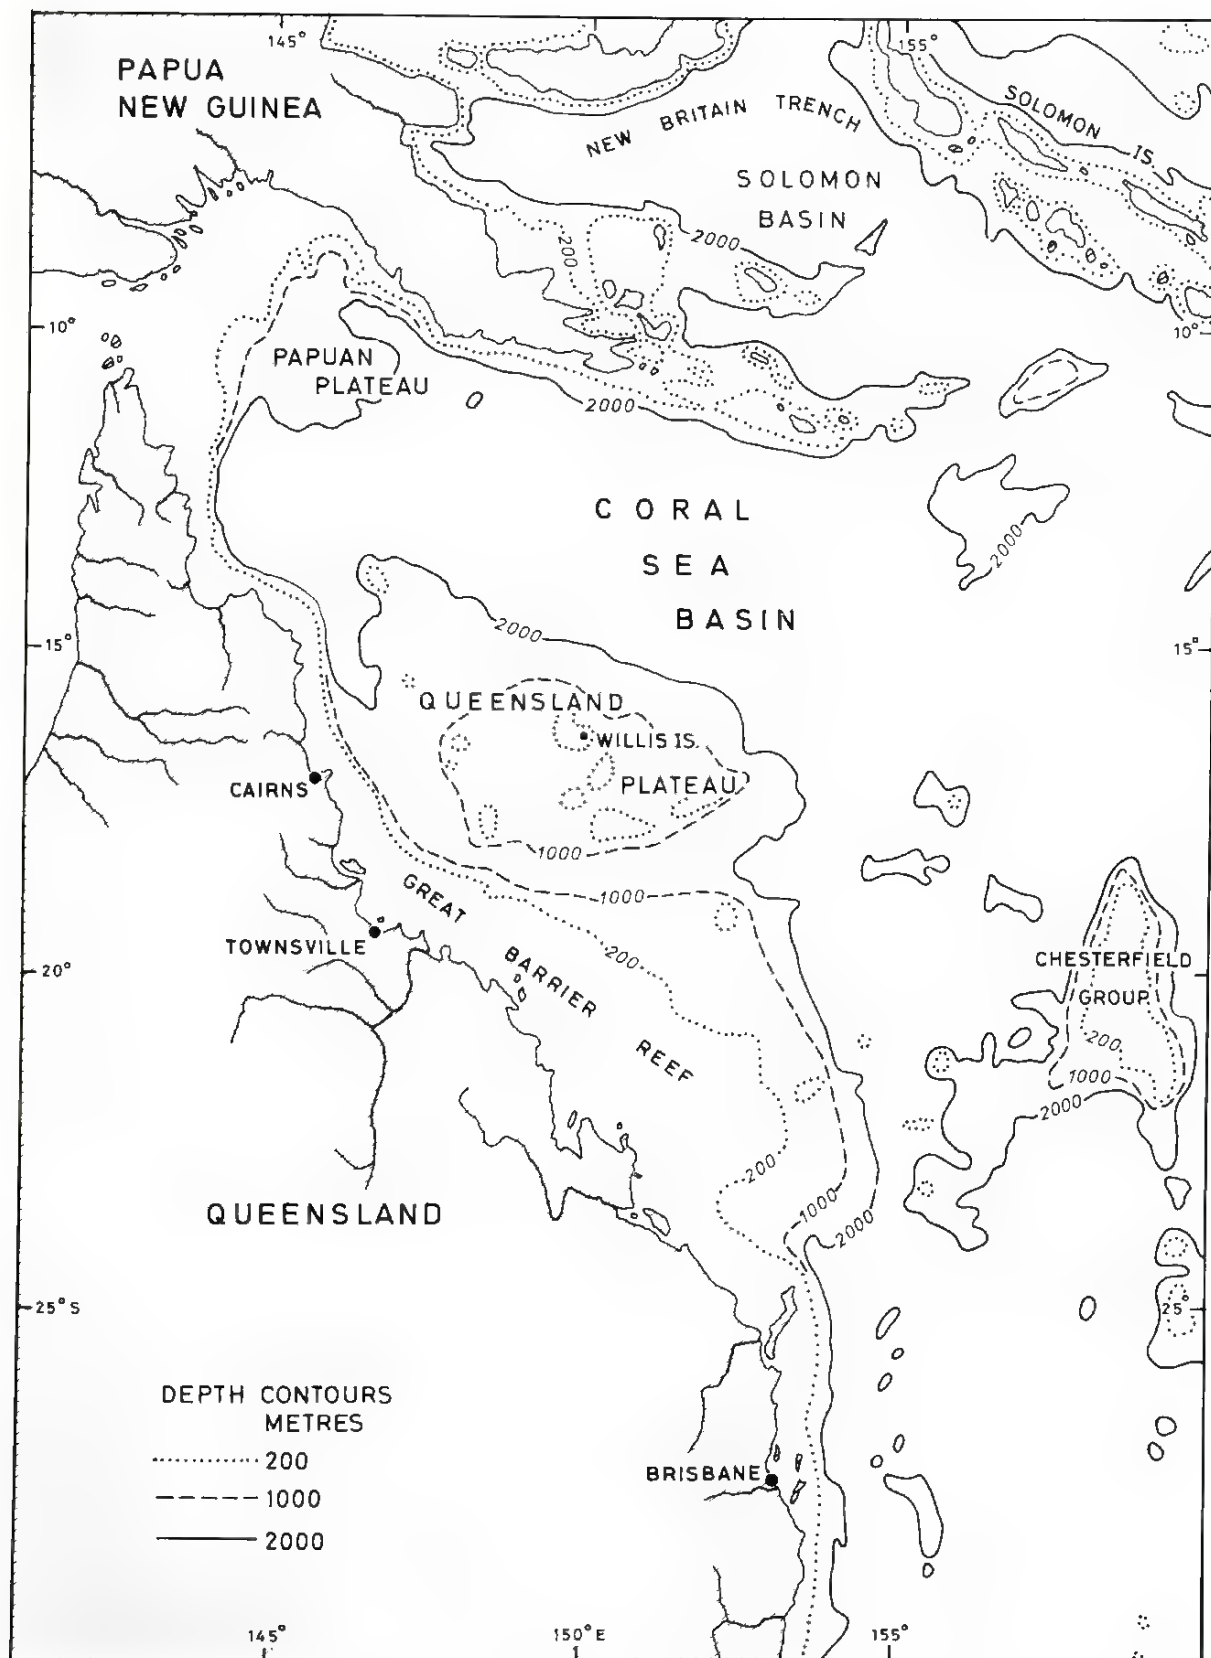 145°
155°
PAPUA
NEW GUINEA
NEW BRITAIN TRENCH
SOLOMON IS.
SOLOMON
BASIN
200
2000
10°
10°
PAPUAN
PLATEAU
2000
CORAL
SEA
BASIN
2000
2000
15°
15°
QUEENSLAND
WILLIS IS.
PLATEAU
CAIRNS
1000
1000
GREAT
BARRIER
REEF
TOWNSVILLE
200
20°
CHESTERFIELD
GROUP
200
1000
2000
200
1000
2000
QUEENSLAND
25°S
25°
DEPTH CONTOURS
METRES
200
1000
2000
BRISBANE
145°
150°E
155°